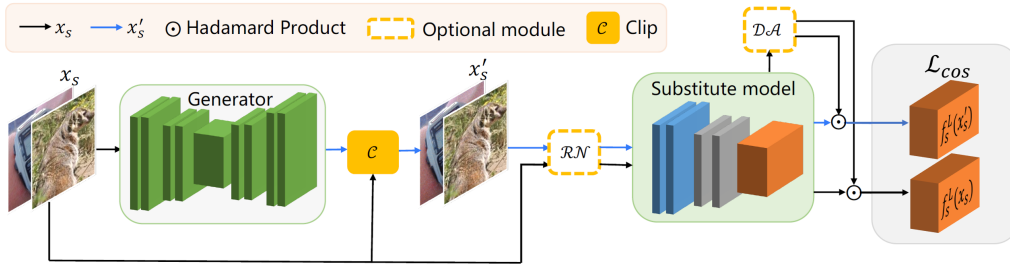 x_s x'_s ⊙ Hadamard Product Optional module C Clip
x_s
Generator
C
x'_s
RN
Substitute model
DA
L_cos
f_s^L(x'_s)
f_s^L(x_s)